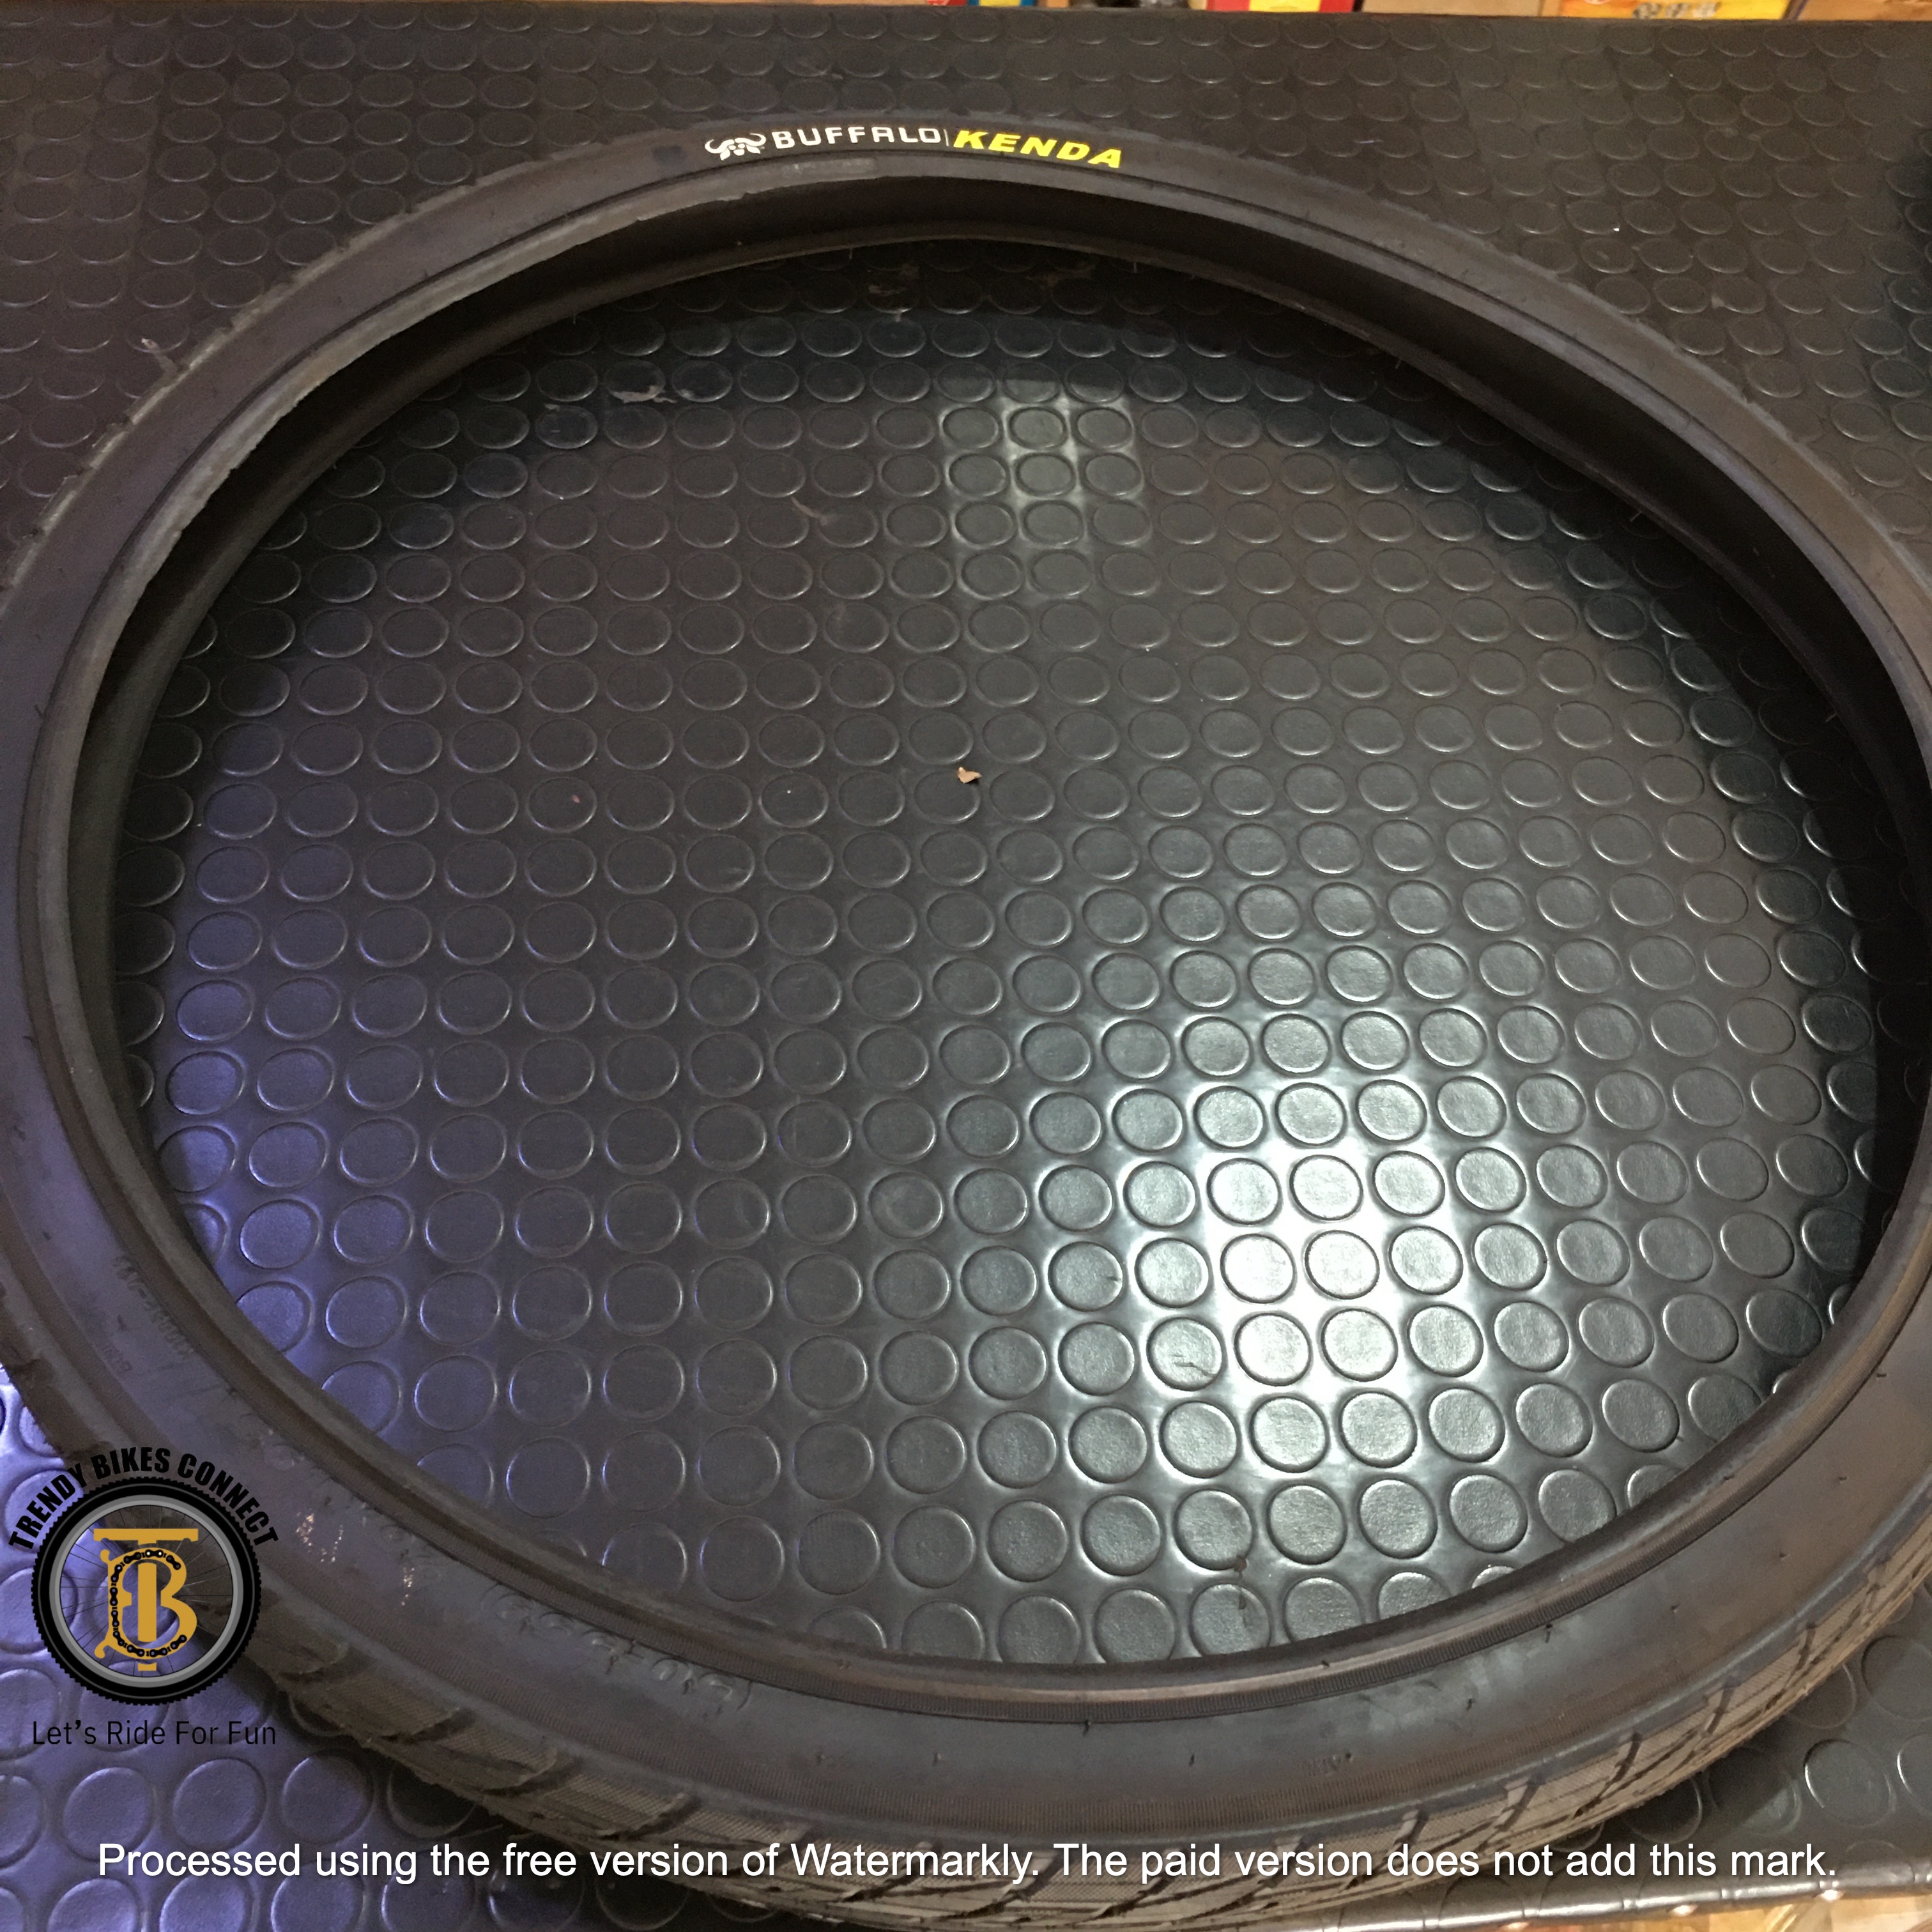 BUFFALO | KENDA
TRENDY BIKES CONNECT
TB
Let's Ride For Fun
Processed using the free version of Watermarkly. The paid version does not add this mark.